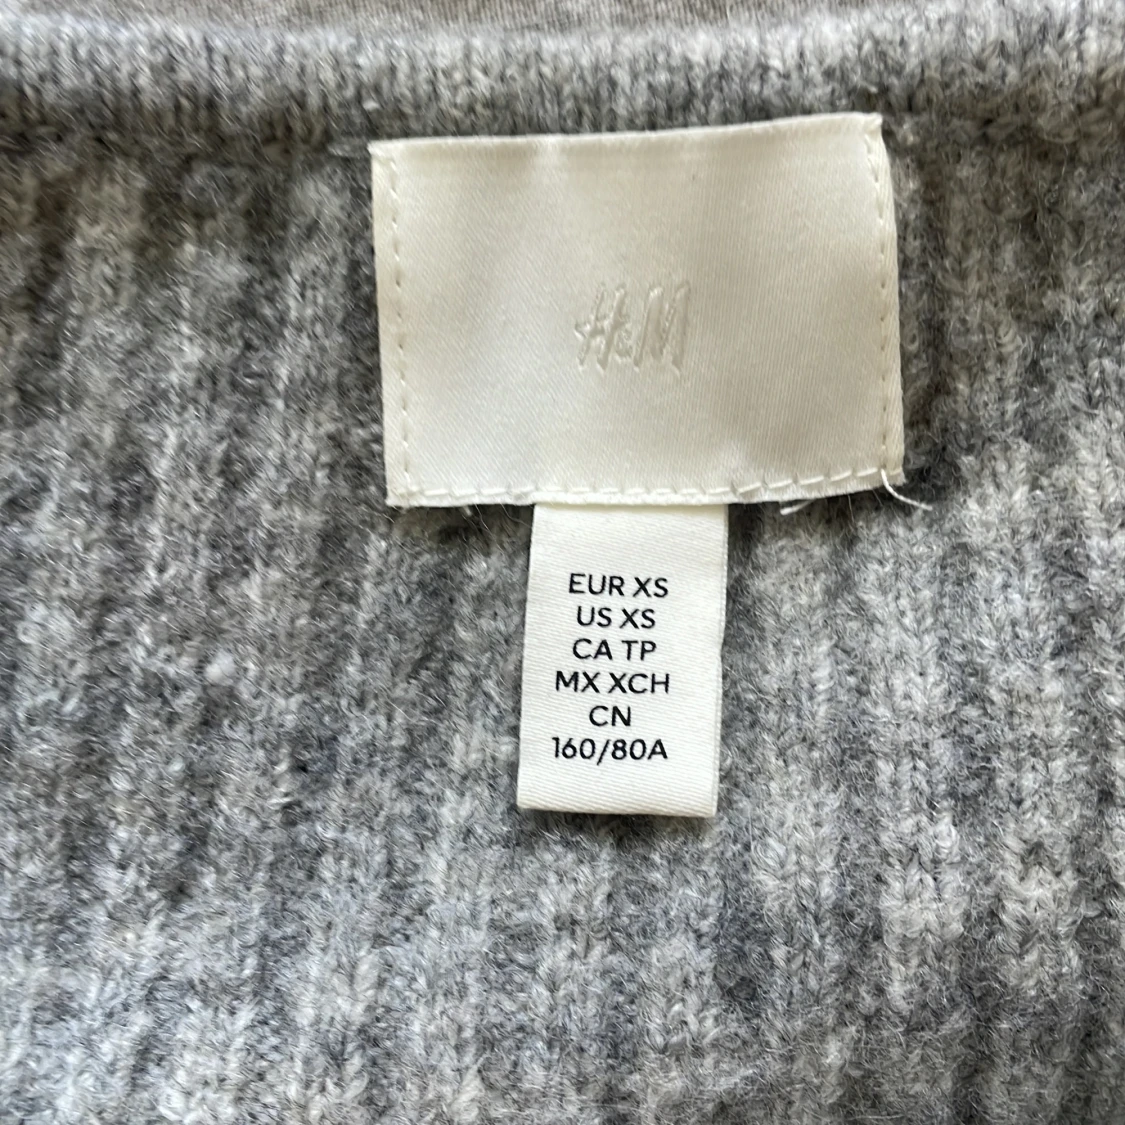 H&M
EUR XS
US XS
CA TP
MX XCH
CN
160/80A